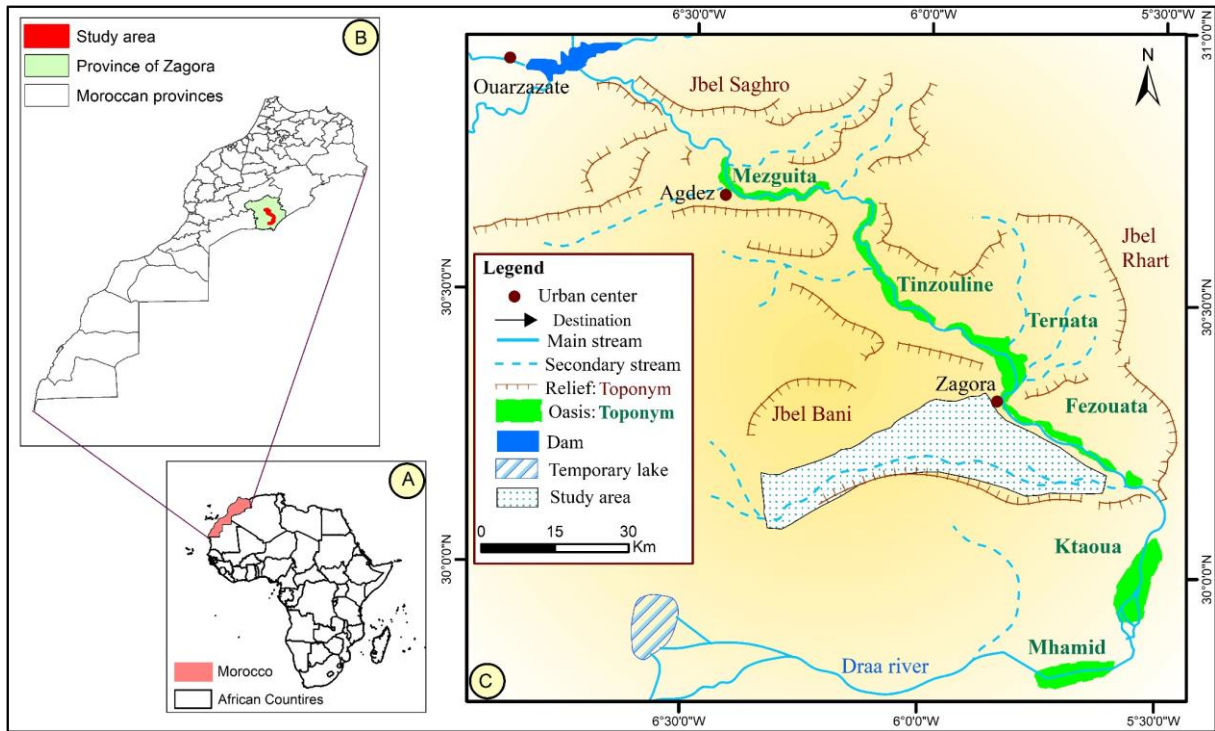 B
Study area
Province of Zagora
Moroccan provinces
A
Morocco
African Countires
6°30'0"W
6°0'0"W
5°30'0"W
31°0'0"N
N
Ouarzazate
Jbel Saghro
Mezguita
Agdez
Jbel
Rhart
30°30'0"N
30°30'0"N
Tinzouline
Ternata
Zagora
Fezouata
Jbel Bani
Legend
Urban center
Destination
Main stream
Secondary stream
Relief: Toponym
Oasis: Toponym
Dam
Temporary lake
Study area
0 15 30
Km
30°0'0"N
30°0'0"N
Ktaoua
Mhamid
Draa river
C
6°30'0"W
6°0'0"W
5°30'0"W